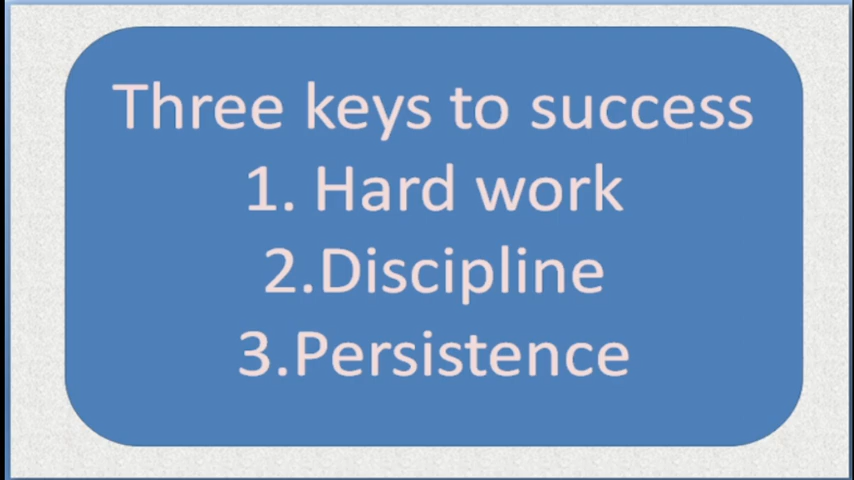 Three keys to success
1. Hard work
2.Discipline
3.Persistence